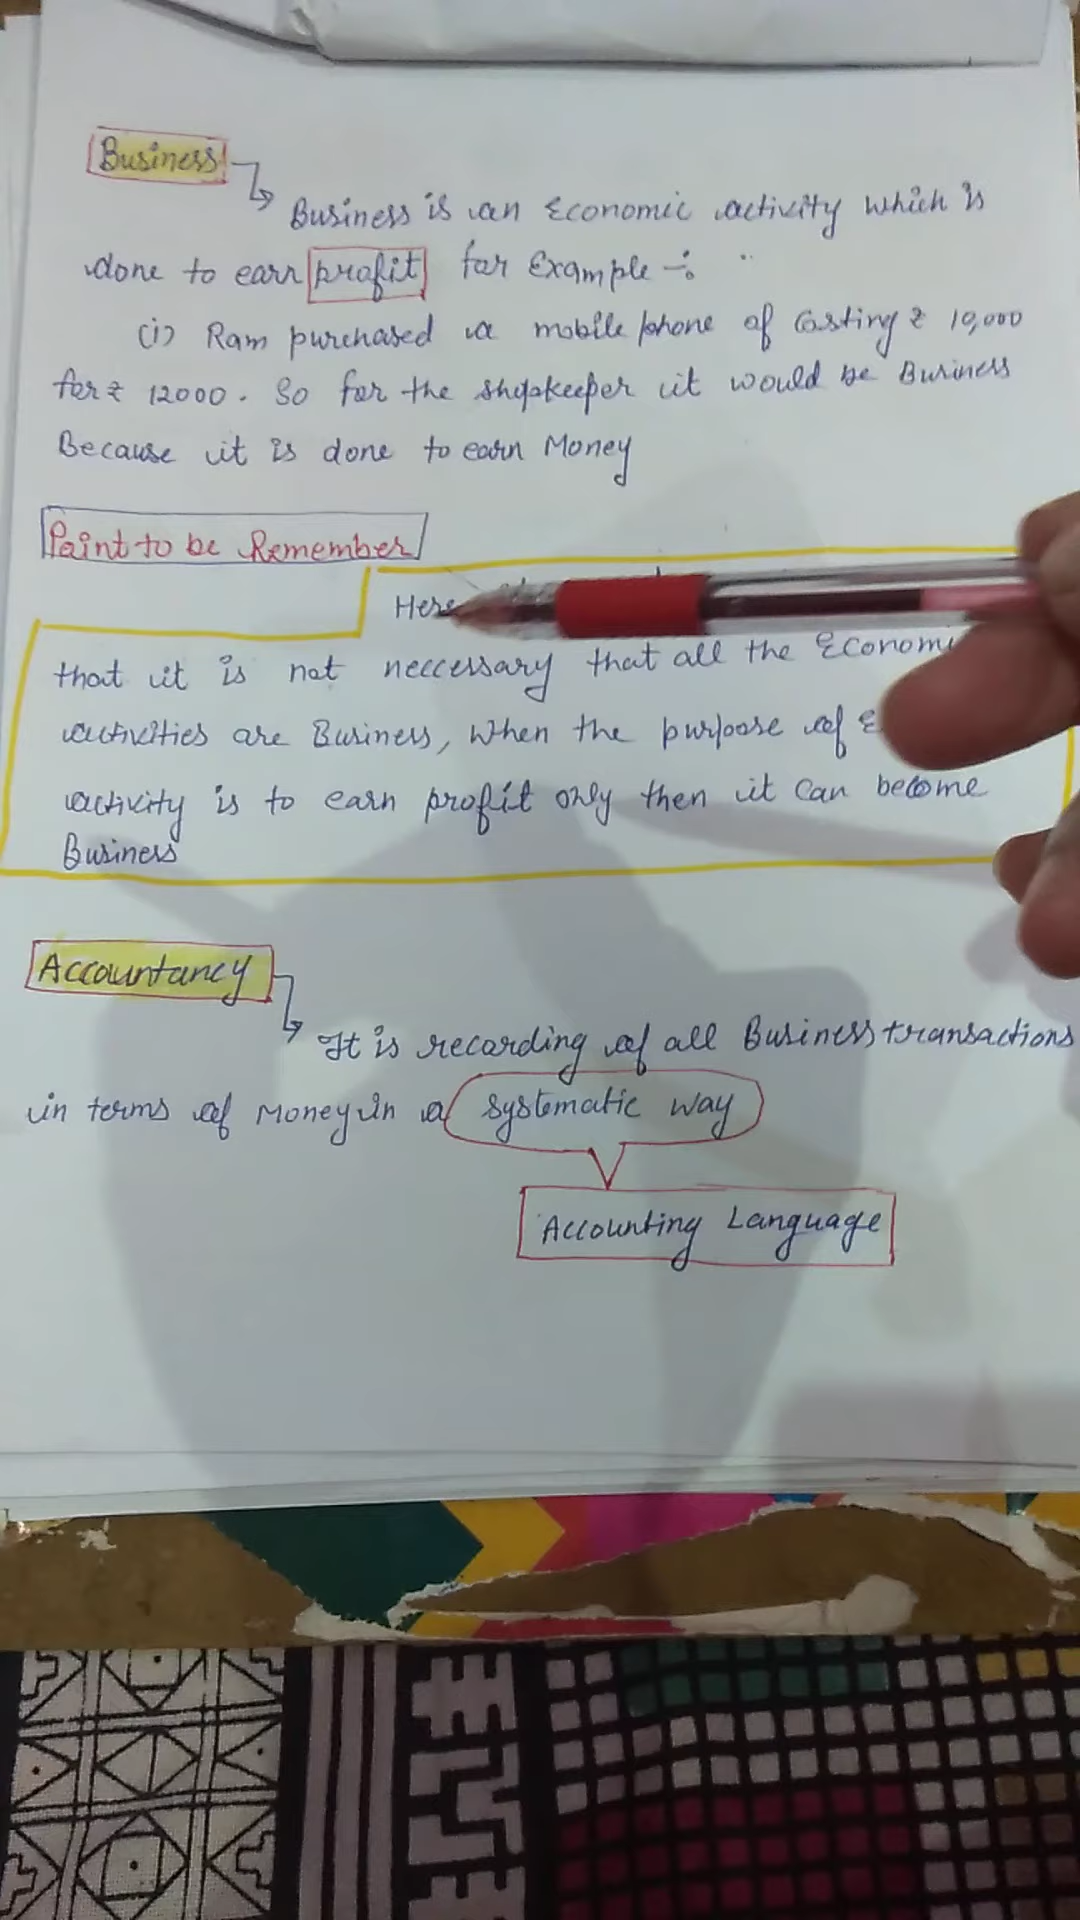 Business
Business is an Economic activity which is
done to earn profit for Example -:
(i) Ram purchased a mobile phone of Costing ₹ 10,000
for ₹ 12000. So for the shopkeeper it would be Business
Because it is done to earn Money
Point to be Remember
Here
that it is not neccessary that all the
activities are Business, When the purpose of
activity is to earn profit only then it can become
Business
Accountancy
It is recording of all Business transactions
in terms of Money in a systematic way
Accounting Language